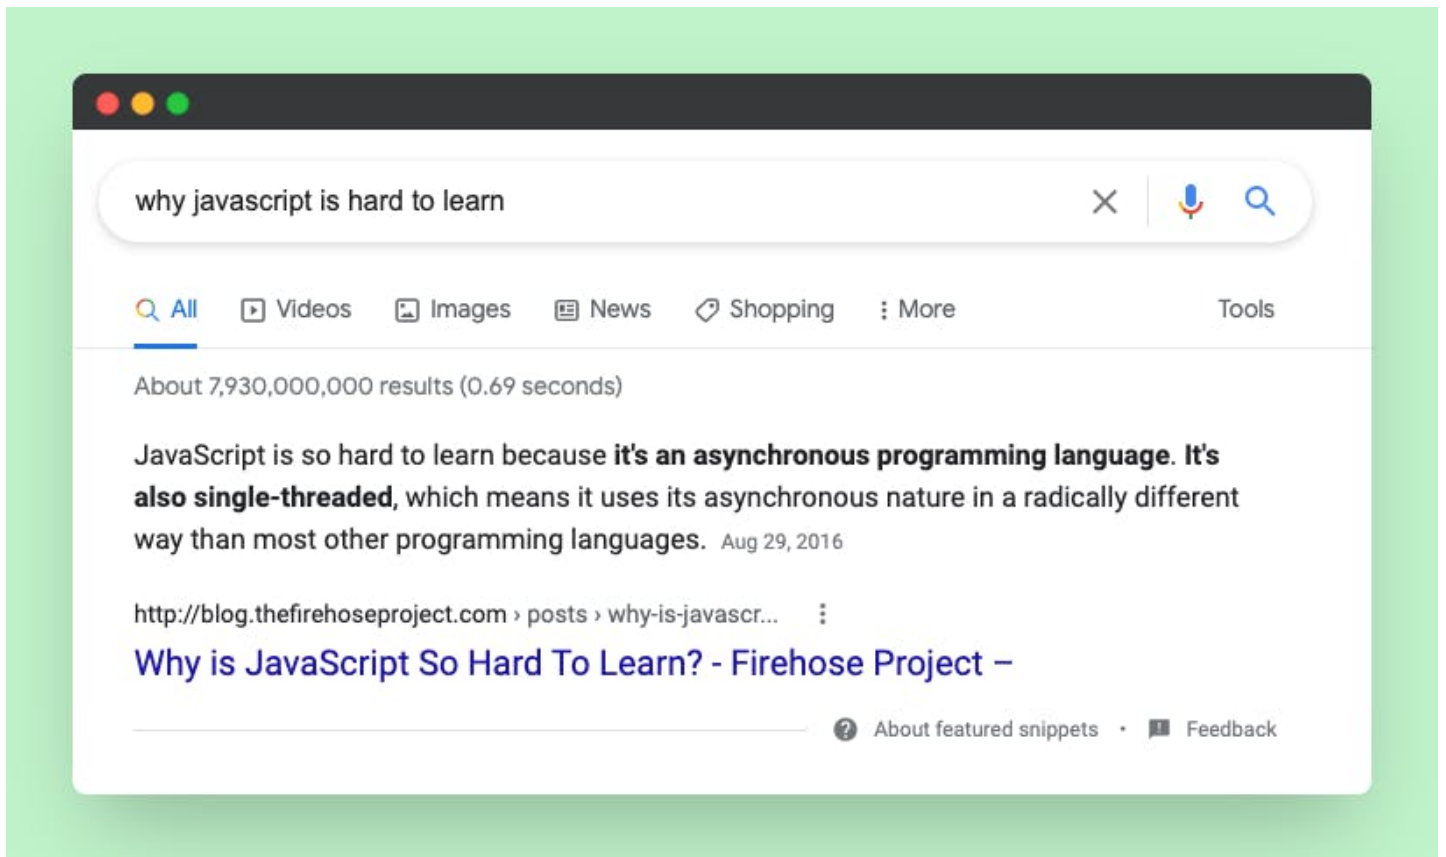 why javascript is hard to learn
All Videos Images News Shopping More Tools
About 7,930,000,000 results (0.69 seconds)
JavaScript is so hard to learn because it's an asynchronous programming language. It's
also single-threaded, which means it uses its asynchronous nature in a radically different
way than most other programming languages. Aug 29, 2016
http://blog.thefirehoseproject.com › posts › why-is-javascr...
Why is JavaScript So Hard To Learn? - Firehose Project –
About featured snippets • Feedback